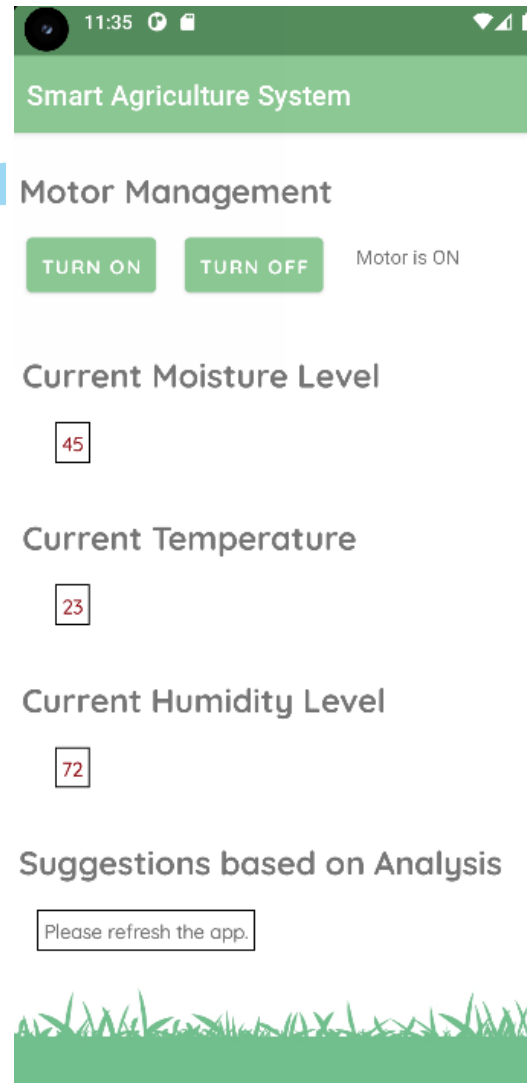 11:35
Smart Agriculture System
Motor Management
TURN ON TURN OFF Motor is ON
Current Moisture Level
45
Current Temperature
23
Current Humidity Level
72
Suggestions based on Analysis
Please refresh the app.